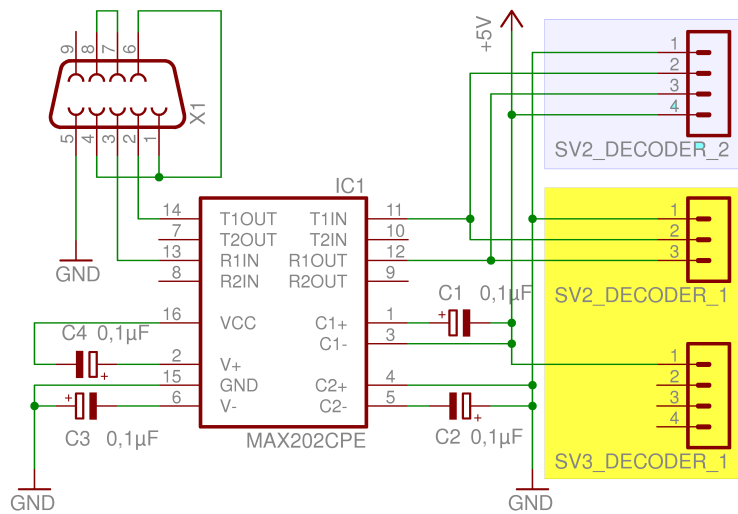 9 8 7 6
+5V
X1
5 4 3 2 1
1
2
3
4
SV2_DECODER_2
IC1
14 T1OUT T1IN 11
7 T2OUT T2IN 10
13 R1IN R1OUT 12
8 R2IN R2OUT 9
GND
1
2
3
SV2_DECODER_1
C1 0,1µF
16 VCC C1+ 1
C1- 3
C4 0,1µF
+
2 V+
+
15 GND C2+ 4
6 V- C2- 5
+
+
C3 0,1µF
C2 0,1µF
MAX202CPE
1
2
3
4
SV3_DECODER_1
GND
GND